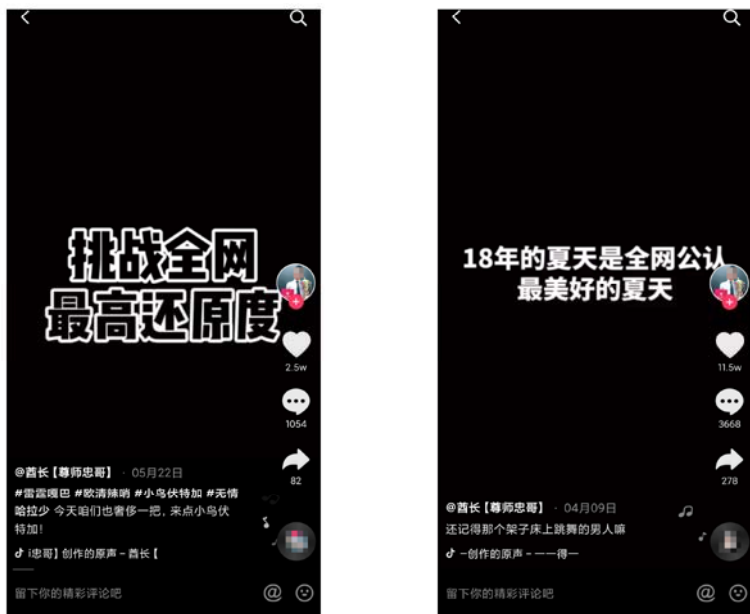 挑战全网
最高还原度
2.5w
1054
82
@酋长【尊师忠哥】 · 05月22日
#雷霆嘎巴 #欧清辣哨 #小鸟伏特加 #无情
哈拉少 今天咱们也奢侈一把，来点小鸟伏
特加！
i忠哥】创作的原声 - 酋长【
留下你的精彩评论吧
@
18年的夏天是全网公认
最美好的夏天
11.5w
3668
278
@酋长【尊师忠哥】 · 04月09日
还记得那个架子床上跳舞的男人嘛
-创作的原声 - 一一得一
留下你的精彩评论吧
@